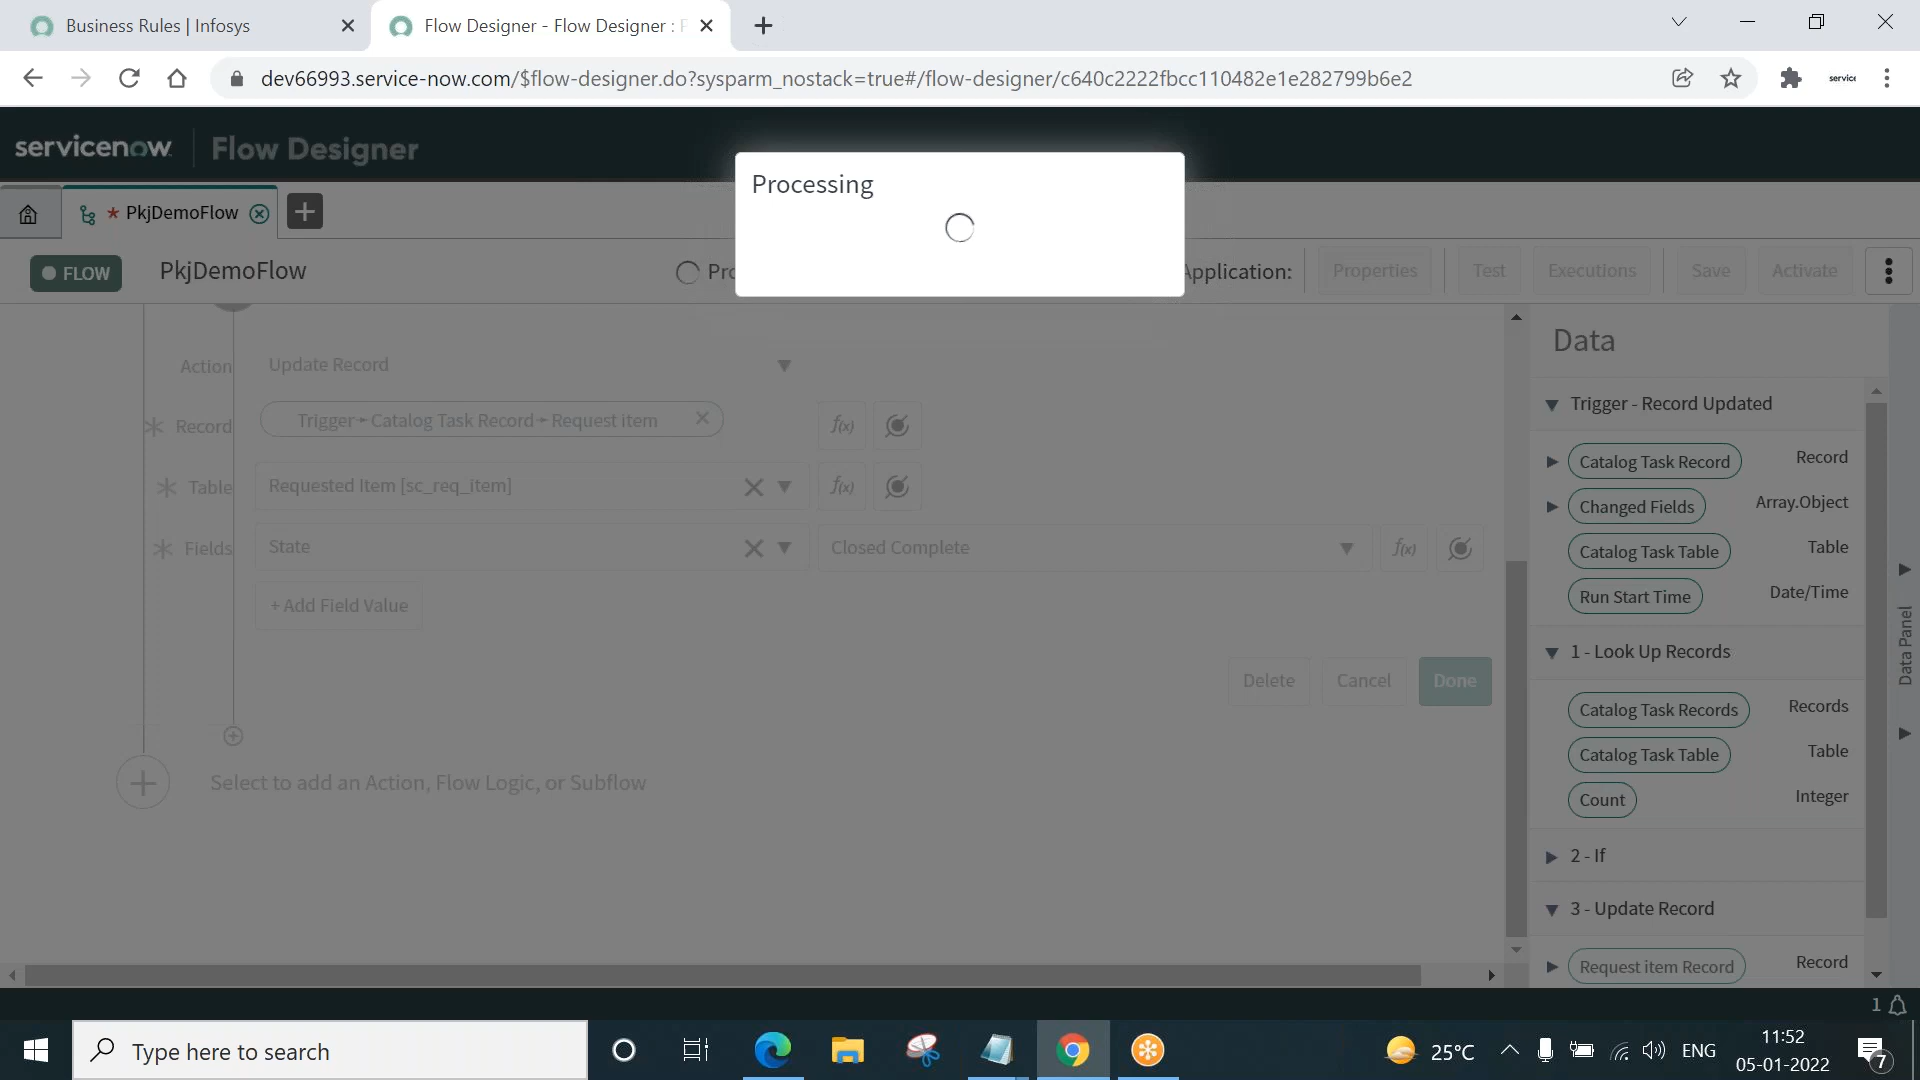 Business Rules | Infosys
Flow Designer - Flow Designer :
dev66993.service-now.com/$flow-designer.do?sysparm_nostack=true#/flow-designer/c640c2222fbcc110482e1e282799b6e2
servicenow
Flow Designer
Processing
* PkjDemoFlow
FLOW
PkjDemoFlow
Application:
Properties
Test
Executions
Save
Activate
Action
Update Record
* Record
Trigger ➛ Catalog Task Record ➛ Request item
f(x)
* Table
Requested Item [sc_req_item]
f(x)
* Fields
State
Closed Complete
f(x)
+ Add Field Value
Delete
Cancel
Done
Select to add an Action, Flow Logic, or Subflow
Data
Trigger - Record Updated
Catalog Task Record Record
Changed Fields Array.Object
Catalog Task Table Table
Run Start Time Date/Time
1 - Look Up Records
Catalog Task Records Records
Catalog Task Table Table
Count Integer
2 - If
3 - Update Record
Request item Record Record
Data Panel
1
Type here to search
25°C
ENG
11:52
05-01-2022
7